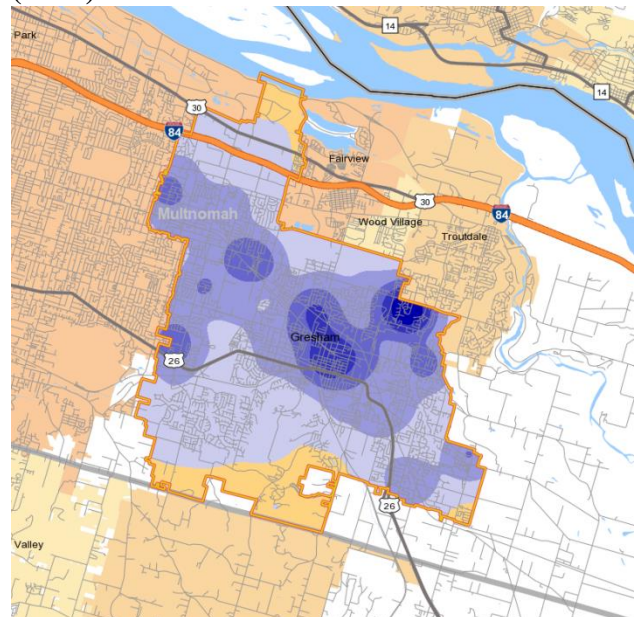 14
Park
14
30
84
Fairview
30
Multnomah
84
Wood Village
Troutdale
Gresham
26
26
Valley